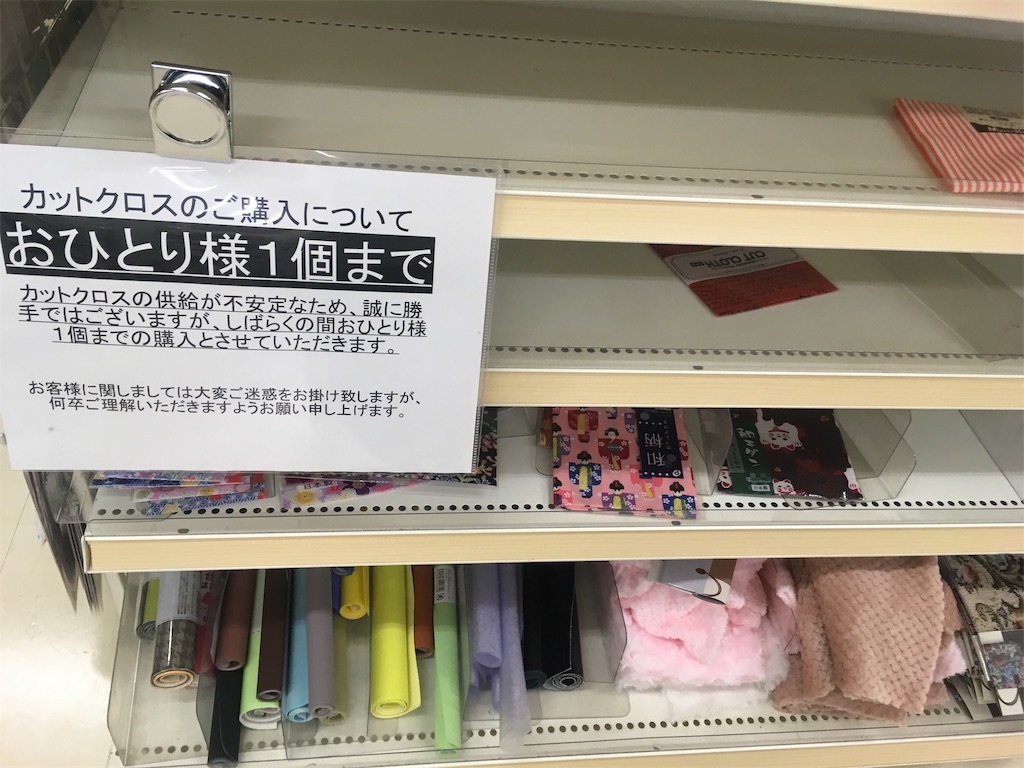 カットクロスのご購入について
おひとり様１個まで
カットクロスの供給が不安定なため、誠に勝
手ではございますが、しばらくの間おひとり様
１個までの購入とさせていただきます。
お客様に関しましては大変ご迷惑をお掛け致しますが、
何卒ご理解いただきますようお願い申し上げます。
CUT CLOTH
和柄